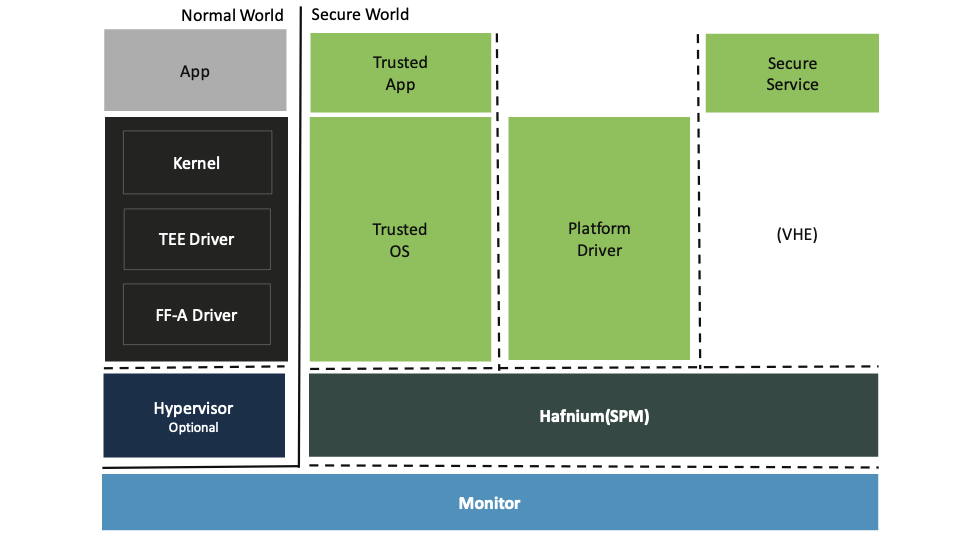 Normal World
Secure World
App
Trusted
App
Secure
Service
Kernel
TEE Driver
FF-A Driver
Trusted
OS
Platform
Driver
(VHE)
Hypervisor
Optional
Hafnium(SPM)
Monitor